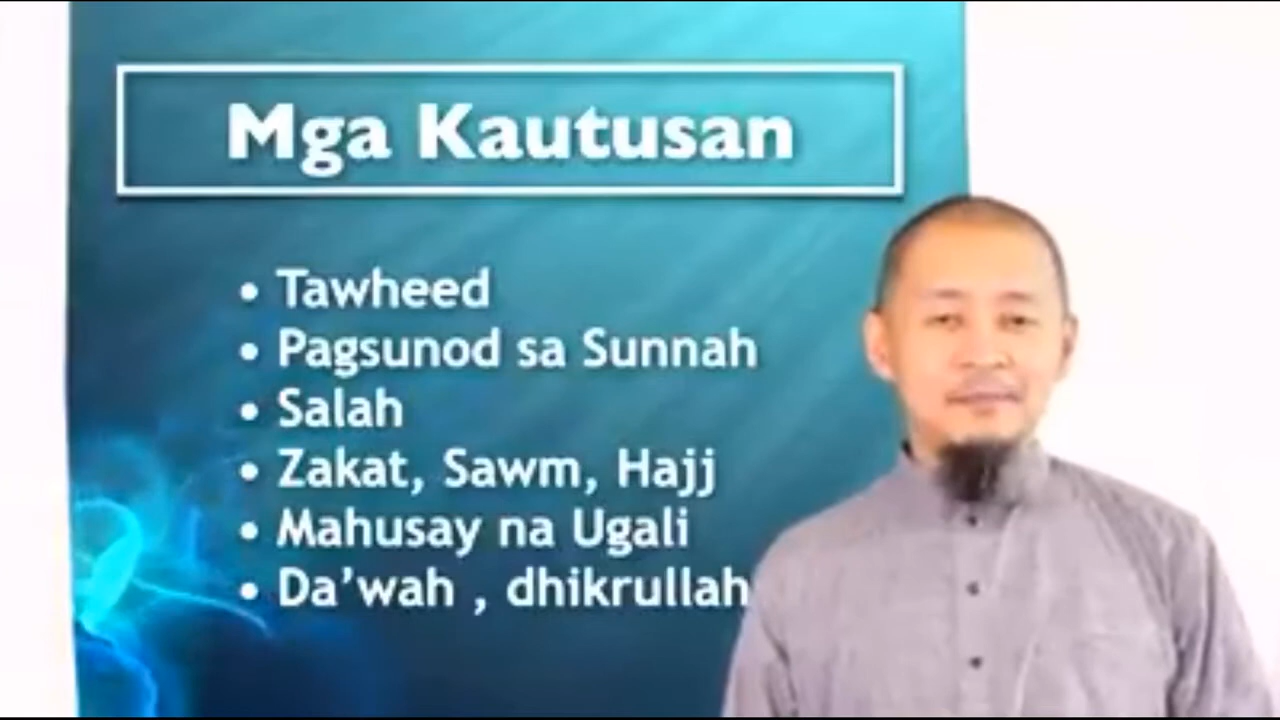 Mga Kautusan
• Tawheed
• Pagsunod sa Sunnah
• Salah
• Zakat, Sawm, Hajj
• Mahusay na Ugali
• Da’wah , dhikrullah